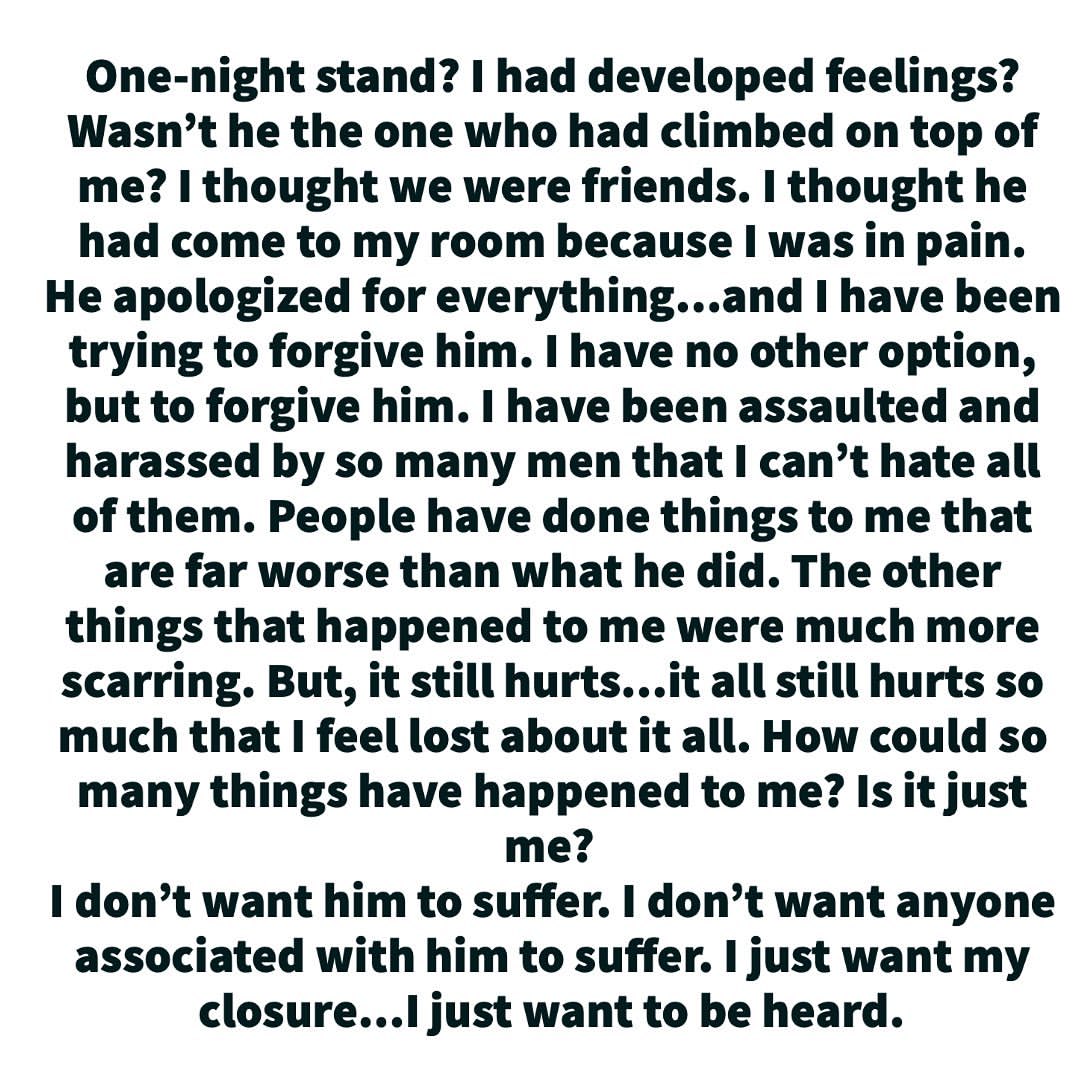 One-night stand? I had developed feelings?
Wasn’t he the one who had climbed on top of
me? I thought we were friends. I thought he
had come to my room because I was in pain.
He apologized for everything...and I have been
trying to forgive him. I have no other option,
but to forgive him. I have been assaulted and
harassed by so many men that I can’t hate all
of them. People have done things to me that
are far worse than what he did. The other
things that happened to me were much more
scarring. But, it still hurts...it all still hurts so
much that I feel lost about it all. How could so
many things have happened to me? Is it just
me?
I don’t want him to suffer. I don’t want anyone
associated with him to suffer. I just want my
closure...I just want to be heard.